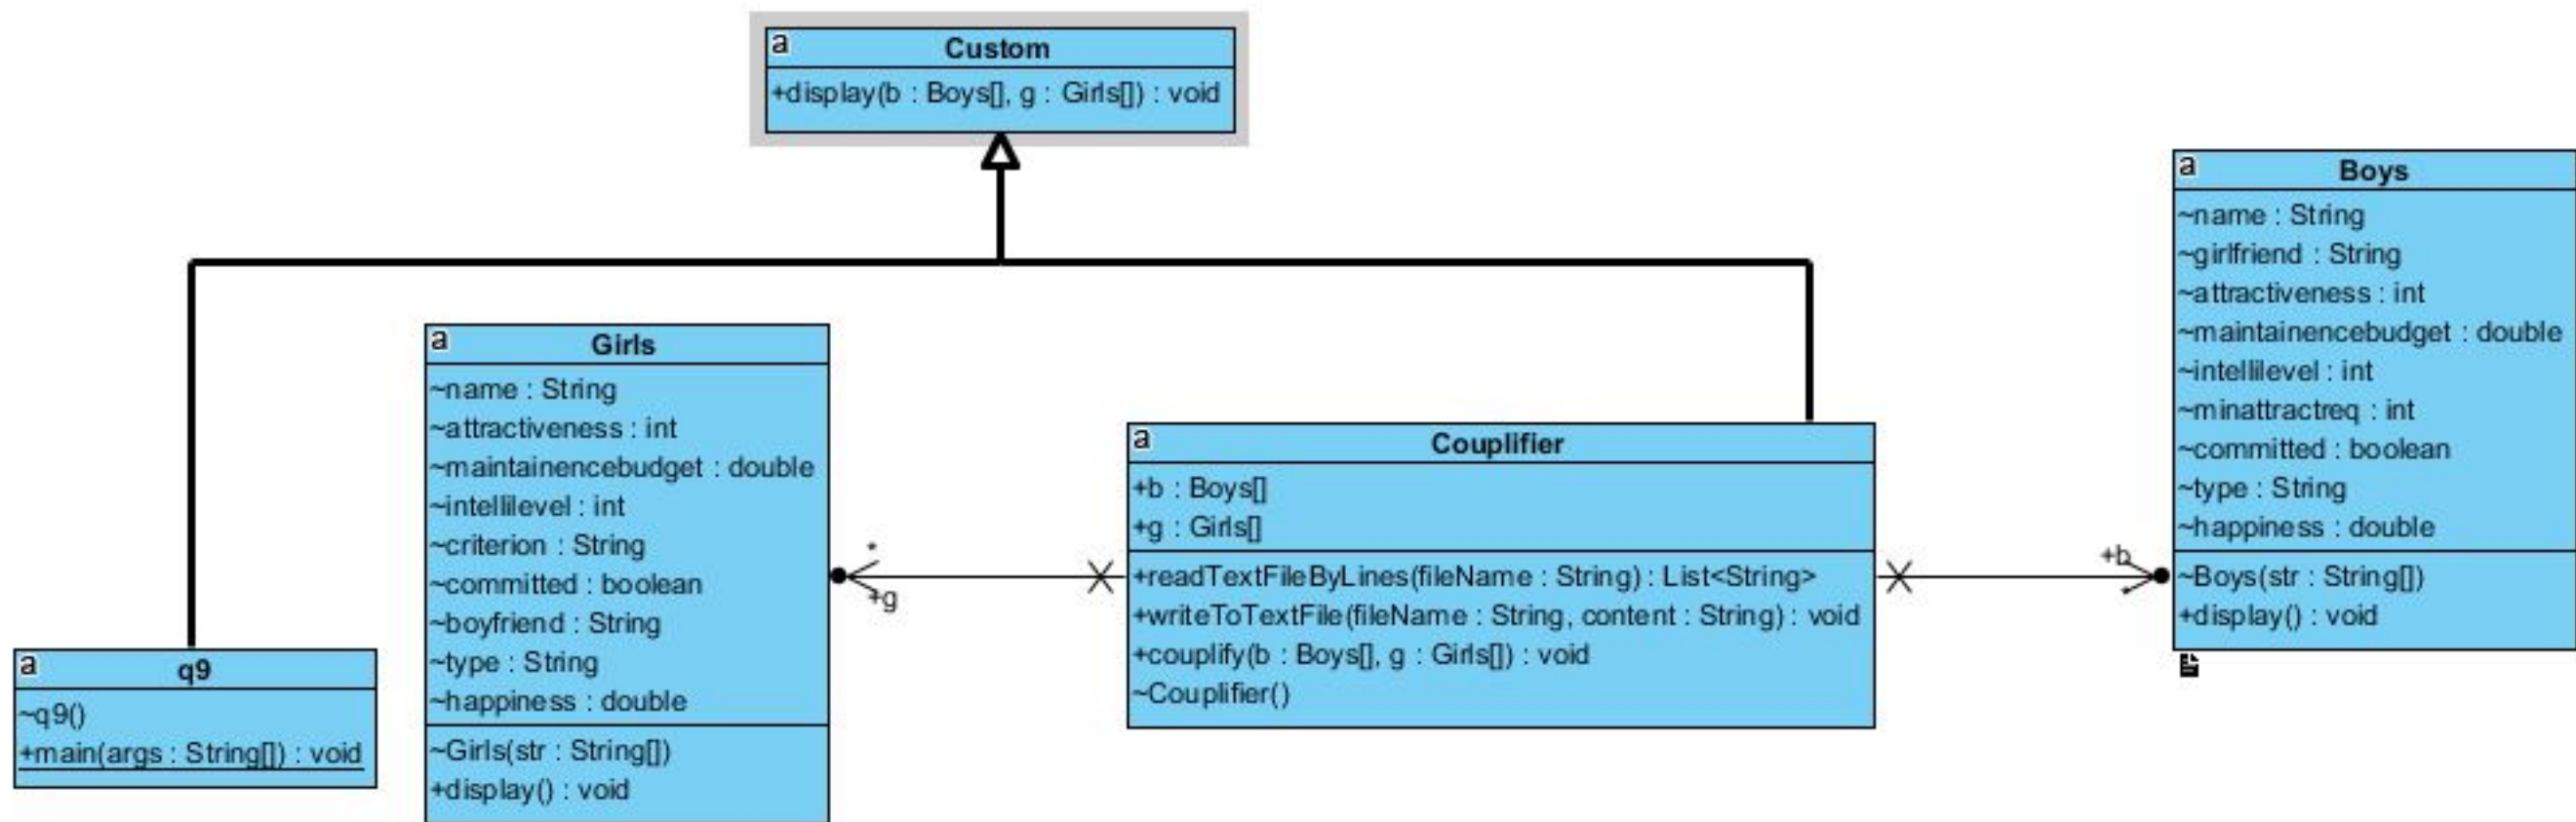 a
Custom
+display(b : Boys[], g : Girls[]) : void
a
Boys
~name : String
~girlfriend : String
~attractiveness : int
~maintainencebudget : double
~intellilevel : int
~minattractreq : int
~committed : boolean
~type : String
~happiness : double
~Boys(str : String[])
+display() : void
a
Girls
~name : String
~attractiveness : int
~maintainencebudget : double
~intellilevel : int
~criterion : String
~committed : boolean
~boyfriend : String
~type : String
~happiness : double
~Girls(str : String[])
+display() : void
*
+g
a
Couplifier
+b : Boys[]
+g : Girls[]
+readTextFileByLines(fileName : String) : List<String>
+writeToTextFile(fileName : String, content : String) : void
+couplify(b : Boys[], g : Girls[]) : void
~Couplifier()
+b
*
a
q9
~q9()
+main(args : String[]) : void